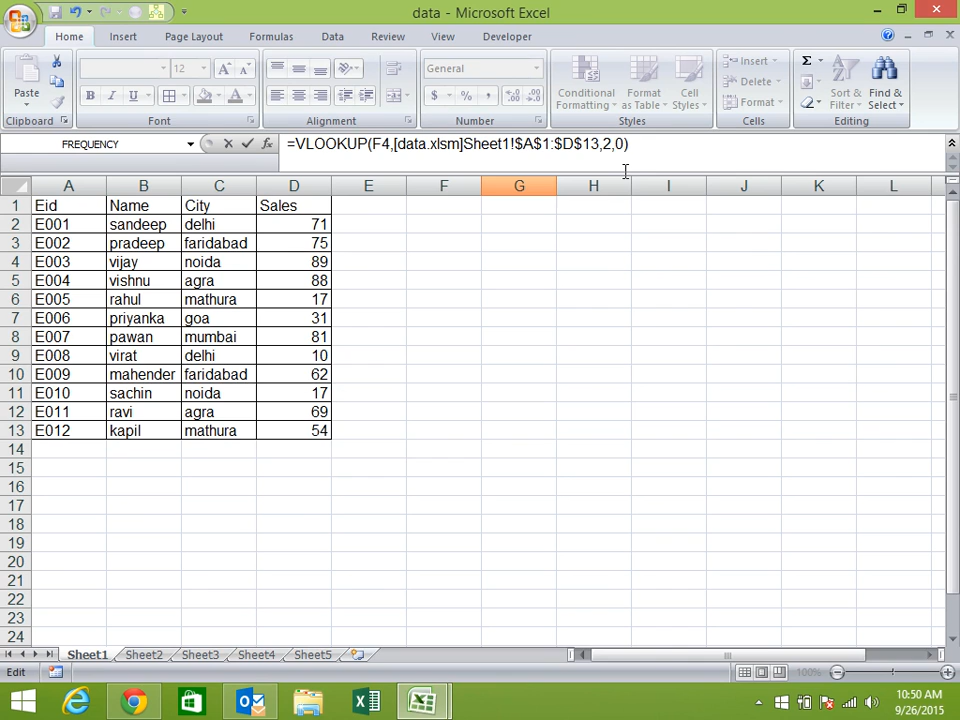 data - Microsoft Excel
Home Insert Page Layout Formulas Data Review View Developer
Paste
12
A A
B I U
A
General
$ % ,
Conditional Formatting
Format as Table
Cell Styles
Insert
Delete
Format
Σ
Sort & Filter
Find & Select
Clipboard Font Alignment Number Styles Cells Editing
FREQUENCY fx =VLOOKUP(F4,[data.xlsm]Sheet1!$A$1:$D$13,2,0)
A B C D E F G H I J K L
1 Eid Name City Sales
2 E001 sandeep delhi 71
3 E002 pradeep faridabad 75
4 E003 vijay noida 89
5 E004 vishnu agra 88
6 E005 rahul mathura 17
7 E006 priyanka goa 31
8 E007 pawan mumbai 81
9 E008 virat delhi 10
10 E009 mahender faridabad 62
11 E010 sachin noida 17
12 E011 ravi agra 69
13 E012 kapil mathura 54
14
15
16
17
18
19
20
21
22
23
24
Sheet1 Sheet2 Sheet3 Sheet4 Sheet5
Edit 100%
10:50 AM
9/26/2015